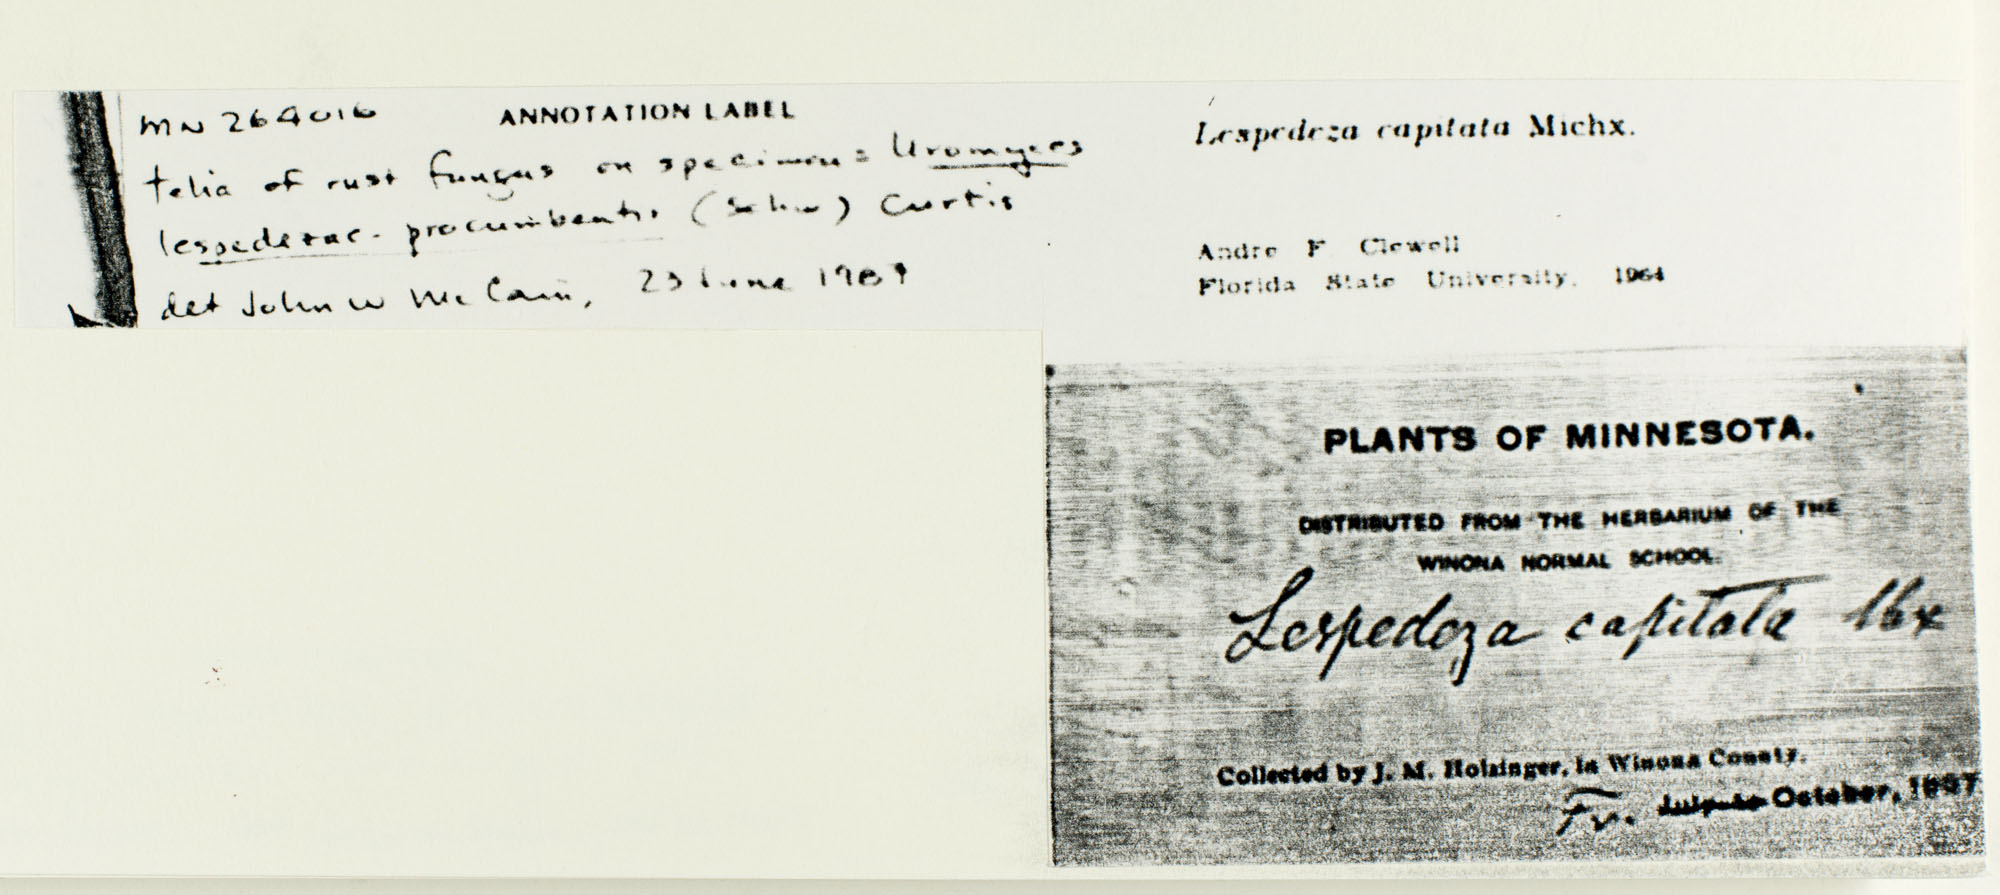 MN 264016
ANNOTATION LABEL
telia of rust fungus on specimen = Uromyces
lespedezae-procumbentis (Schw) Curtis
det John W McCain, 23 June 1989
Lespedeza capitata Michx.
Andre F. Clewell
Florida State University, 1964
PLANTS OF MINNESOTA.
DISTRIBUTED FROM THE HERBARIUM OF THE
WINONA NORMAL SCHOOL.
Lespedeza capitata Mx
Collected by J. M. Holzinger, in Winona County.
Fr. October,